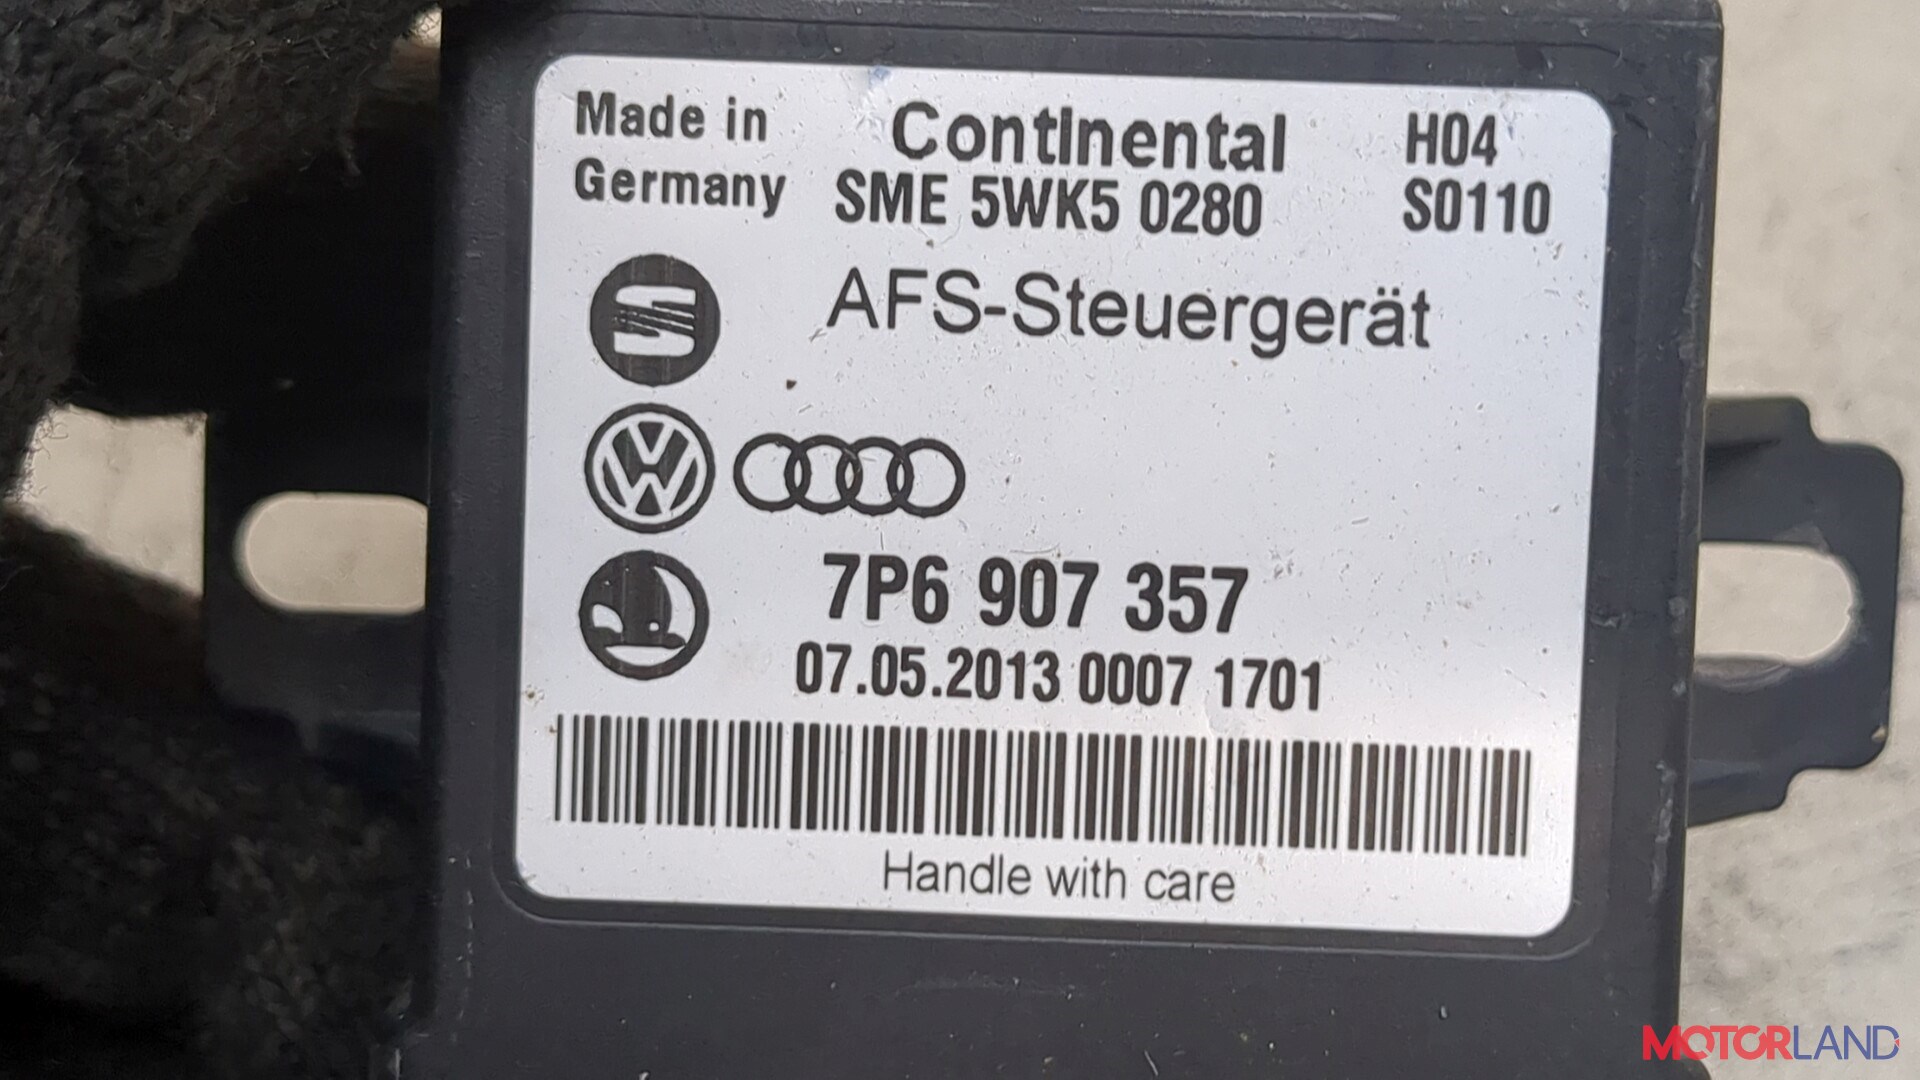 Made in
Germany
Continental
SME 5WK5 0280
H04
S0110
AFS-Steuergerät
7P6 907 357
07.05.2013 0007 1701
Handle with care
MOTORLAND